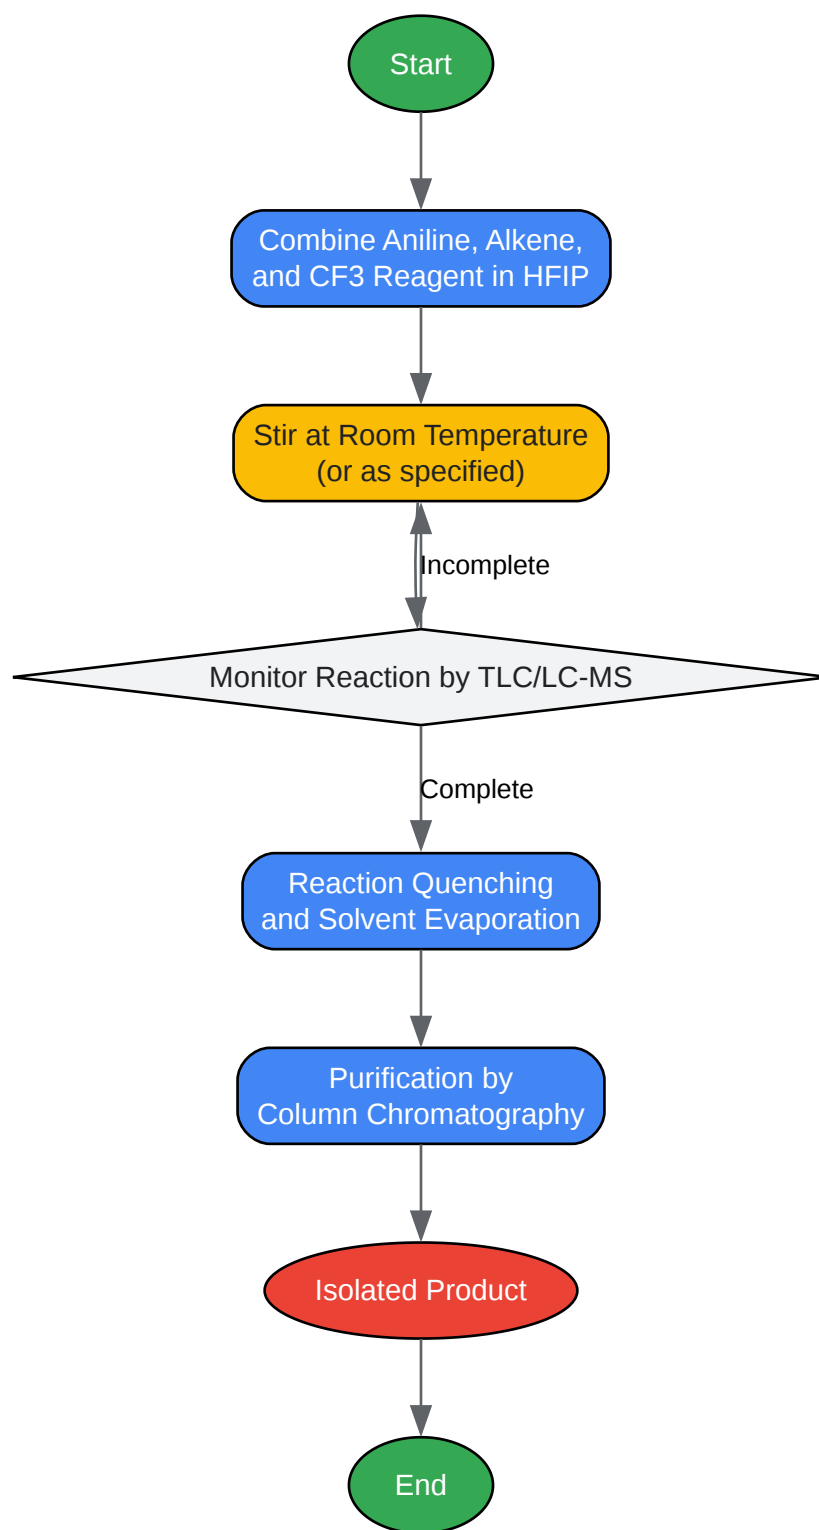 Start
Combine Aniline, Alkene,
and CF3 Reagent in HFIP
Stir at Room Temperature
(or as specified)
Incomplete
Monitor Reaction by TLC/LC-MS
Complete
Reaction Quenching
and Solvent Evaporation
Purification by
Column Chromatography
Isolated Product
End